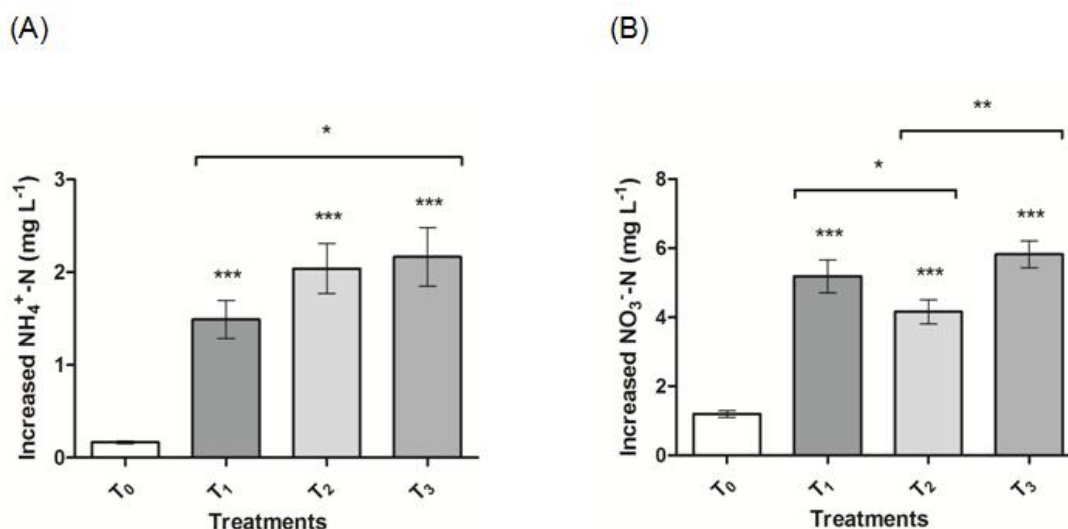 (A)
*
*** *** ***
Increased NH₄⁺-N (mg L⁻¹)
3
2
1
0
T₀ T₁ T₂ T₃
Treatments
(B)
**
*
*** *** ***
Increased NO₃⁻-N (mg L⁻¹)
8
6
4
2
0
T₀ T₁ T₂ T₃
Treatments